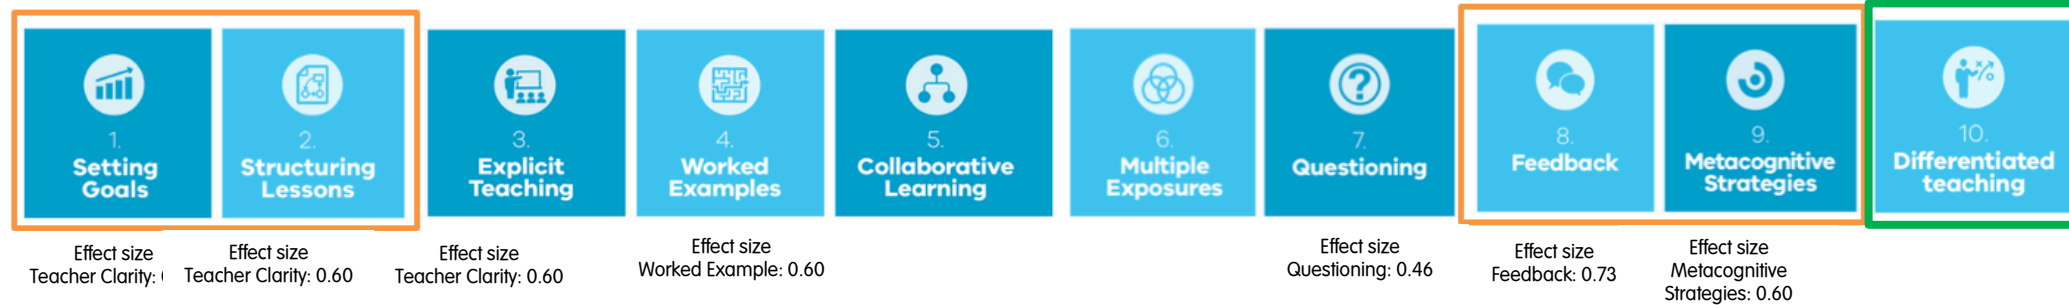 1.
Setting
Goals
2.
Structuring
Lessons
3.
Explicit
Teaching
4.
Worked
Examples
5.
Collaborative
Learning
6.
Multiple
Exposures
7.
Questioning
8.
Feedback
9.
Metacognitive
Strategies
10.
Differentiated
teaching
Effect size
Teacher Clarity:
Effect size
Teacher Clarity: 0.60
Effect size
Teacher Clarity: 0.60
Effect size
Worked Example: 0.60
Effect size
Questioning: 0.46
Effect size
Feedback: 0.73
Effect size
Metacognitive
Strategies: 0.60